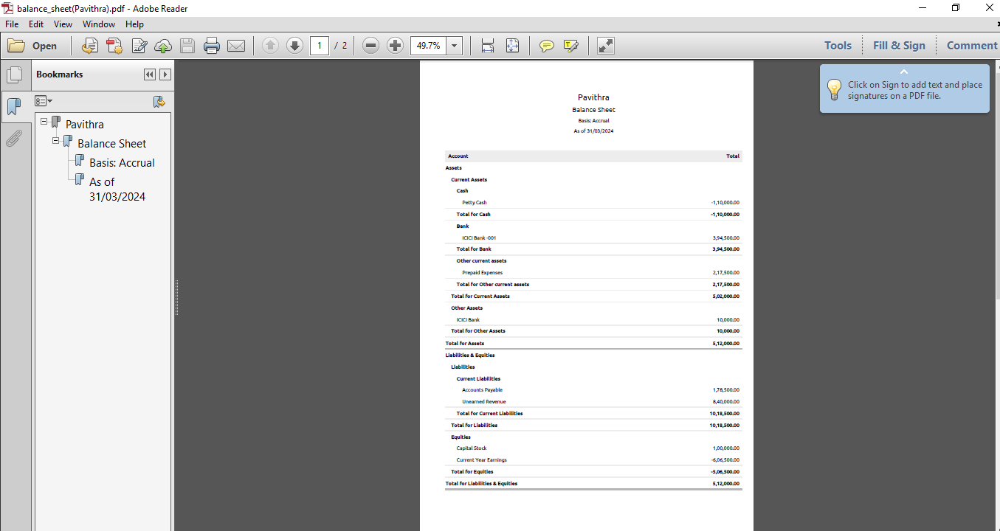 balance_sheet(Pavithra).pdf - Adobe Reader
File Edit View Window Help
Open 1 / 2 49.7% Tools Fill & Sign Comment
Bookmarks
Click on Sign to add text and place
signatures on a PDF file.
Pavithra
Balance Sheet
Basis: Accrual
As of
31/03/2024
Pavithra
Balance Sheet
Basis: Accrual
As of 31/03/2024
Account Total
Assets
Current Assets
Cash
Petty Cash -1,10,000.00
Total for Cash -1,10,000.00
Bank
ICICI Bank -001 3,94,500.00
Total for Bank 3,94,500.00
Other current assets
Prepaid Expenses 2,17,500.00
Total for Other current assets 2,17,500.00
Total for Current Assets 5,02,000.00
Other Assets
ICICI Bank 10,000.00
Total for Other Assets 10,000.00
Total for Assets 5,12,000.00
Liabilities & Equities
Liabilities
Current Liabilities
Accounts Payable 1,78,500.00
Unearned Revenue 8,40,000.00
Total for Current Liabilities 10,18,500.00
Total for Liabilities 10,18,500.00
Equities
Capital Stock 1,00,000.00
Current Year Earnings -6,06,500.00
Total for Equities -5,06,500.00
Total for Liabilities & Equities 5,12,000.00